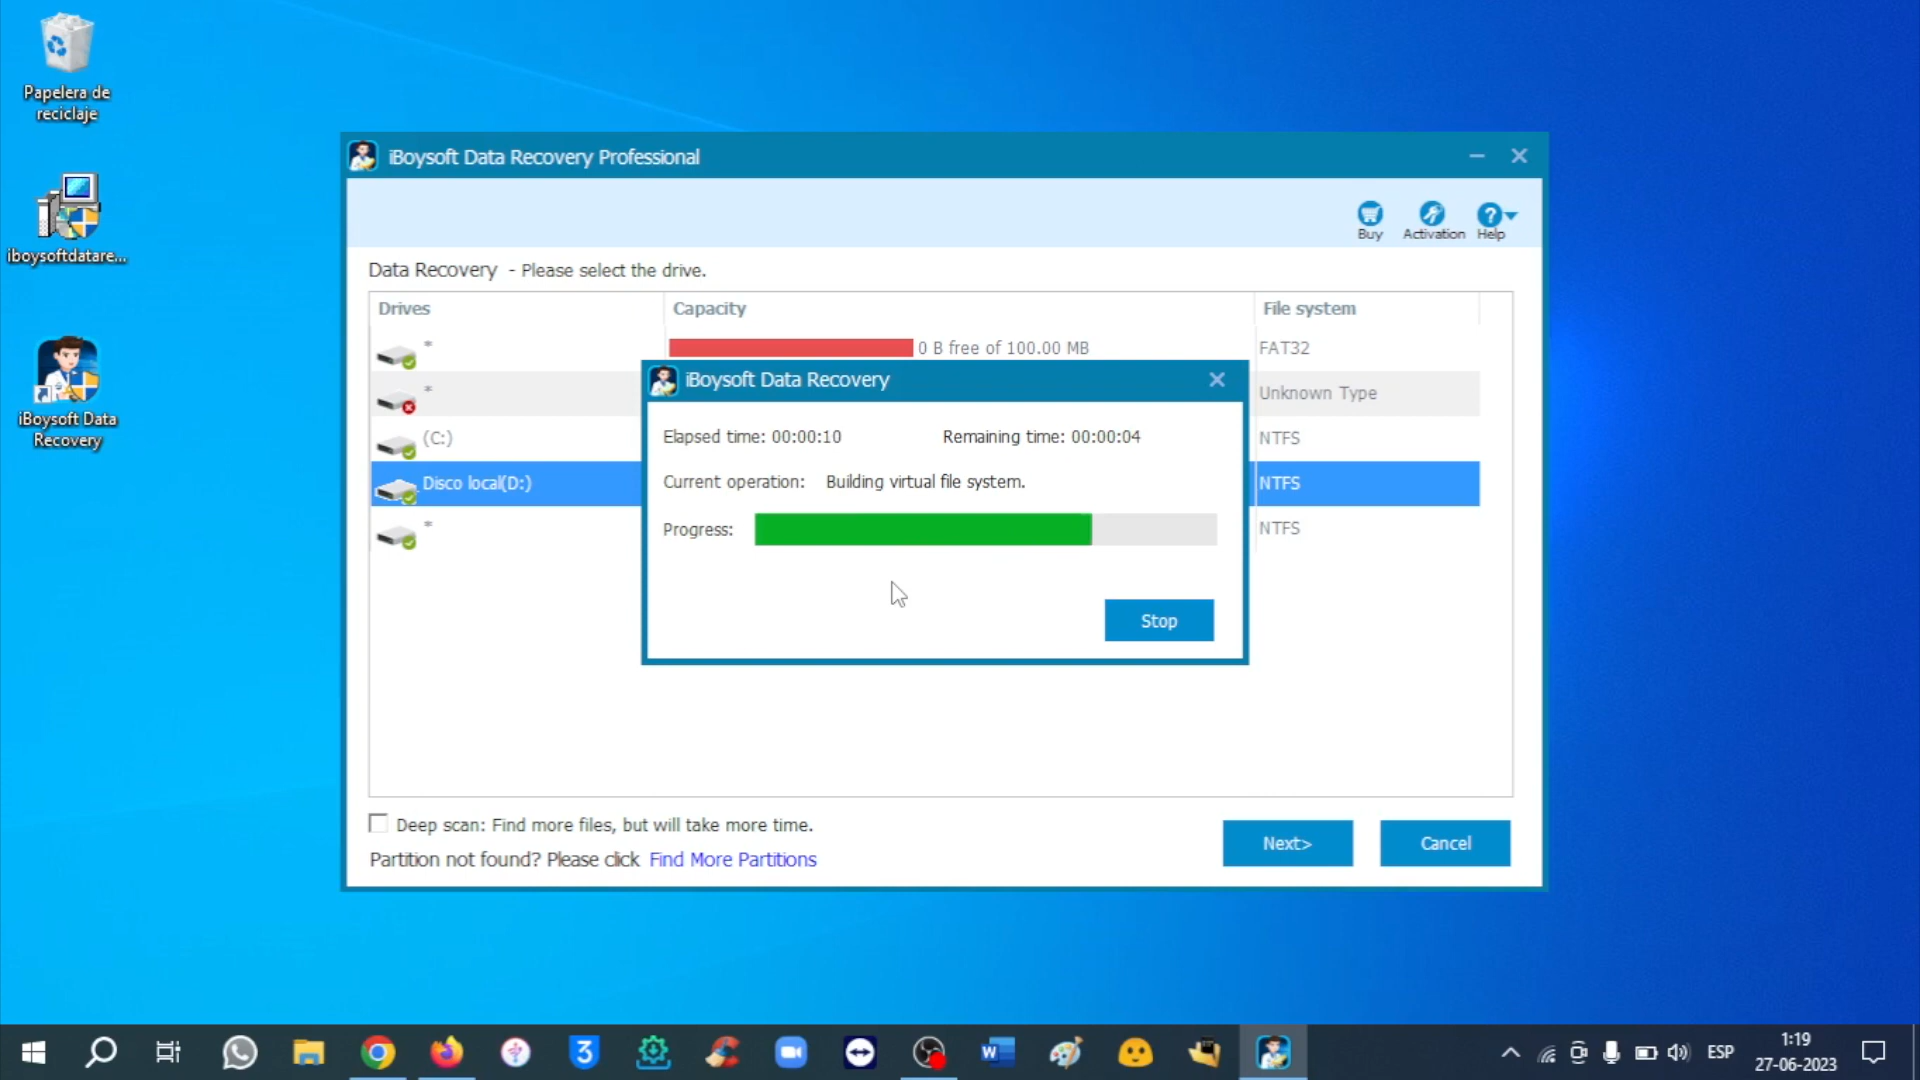 Papelera de
reciclaje
iboysoftdatare...
iBoysoft Data
Recovery
iBoysoft Data Recovery Professional
Buy
Activation
Help
Data Recovery - Please select the drive.
Drives
Capacity
File system
*
0 B free of 100.00 MB
FAT32
*
Unknown Type
(C:)
NTFS
Disco local(D:)
NTFS
*
NTFS
iBoysoft Data Recovery
Elapsed time: 00:00:10
Remaining time: 00:00:04
Current operation: Building virtual file system.
Progress:
Stop
Deep scan: Find more files, but will take more time.
Partition not found? Please click Find More Partitions
Next>
Cancel
ESP
1:19
27-06-2023